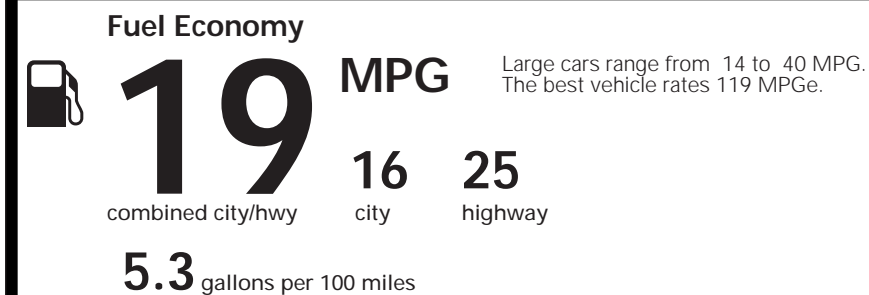 Fuel Economy
19 MPG
Large cars range from 14 to 40 MPG.
The best vehicle rates 119 MPGe.
16 25
combined city/hwy city highway
5.3 gallons per 100 miles